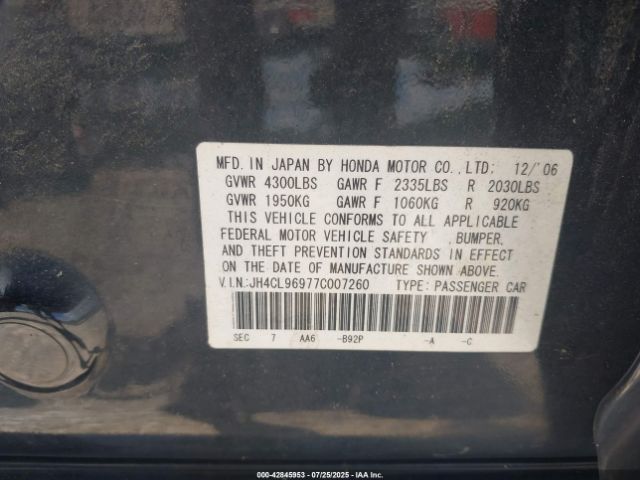 MFD. IN JAPAN BY HONDA MOTOR CO., LTD; 12/'06
GVWR 4300LBS GAWR F 2335LBS R 2030LBS
GVWR 1950KG GAWR F 1060KG R 920KG
THIS VEHICLE CONFORMS TO ALL APPLICABLE
FEDERAL MOTOR VEHICLE SAFETY , BUMPER,
AND THEFT PREVENTION STANDARDS IN EFFECT
ON THE DATE OF MANUFACTURE SHOWN ABOVE.
V.I.N.:JH4CL96977C007260 TYPE: PASSENGER CAR
SEC 7 AA6 -B92P -A -C
000-42845953 | 07/25/2025 | IAA Inc.